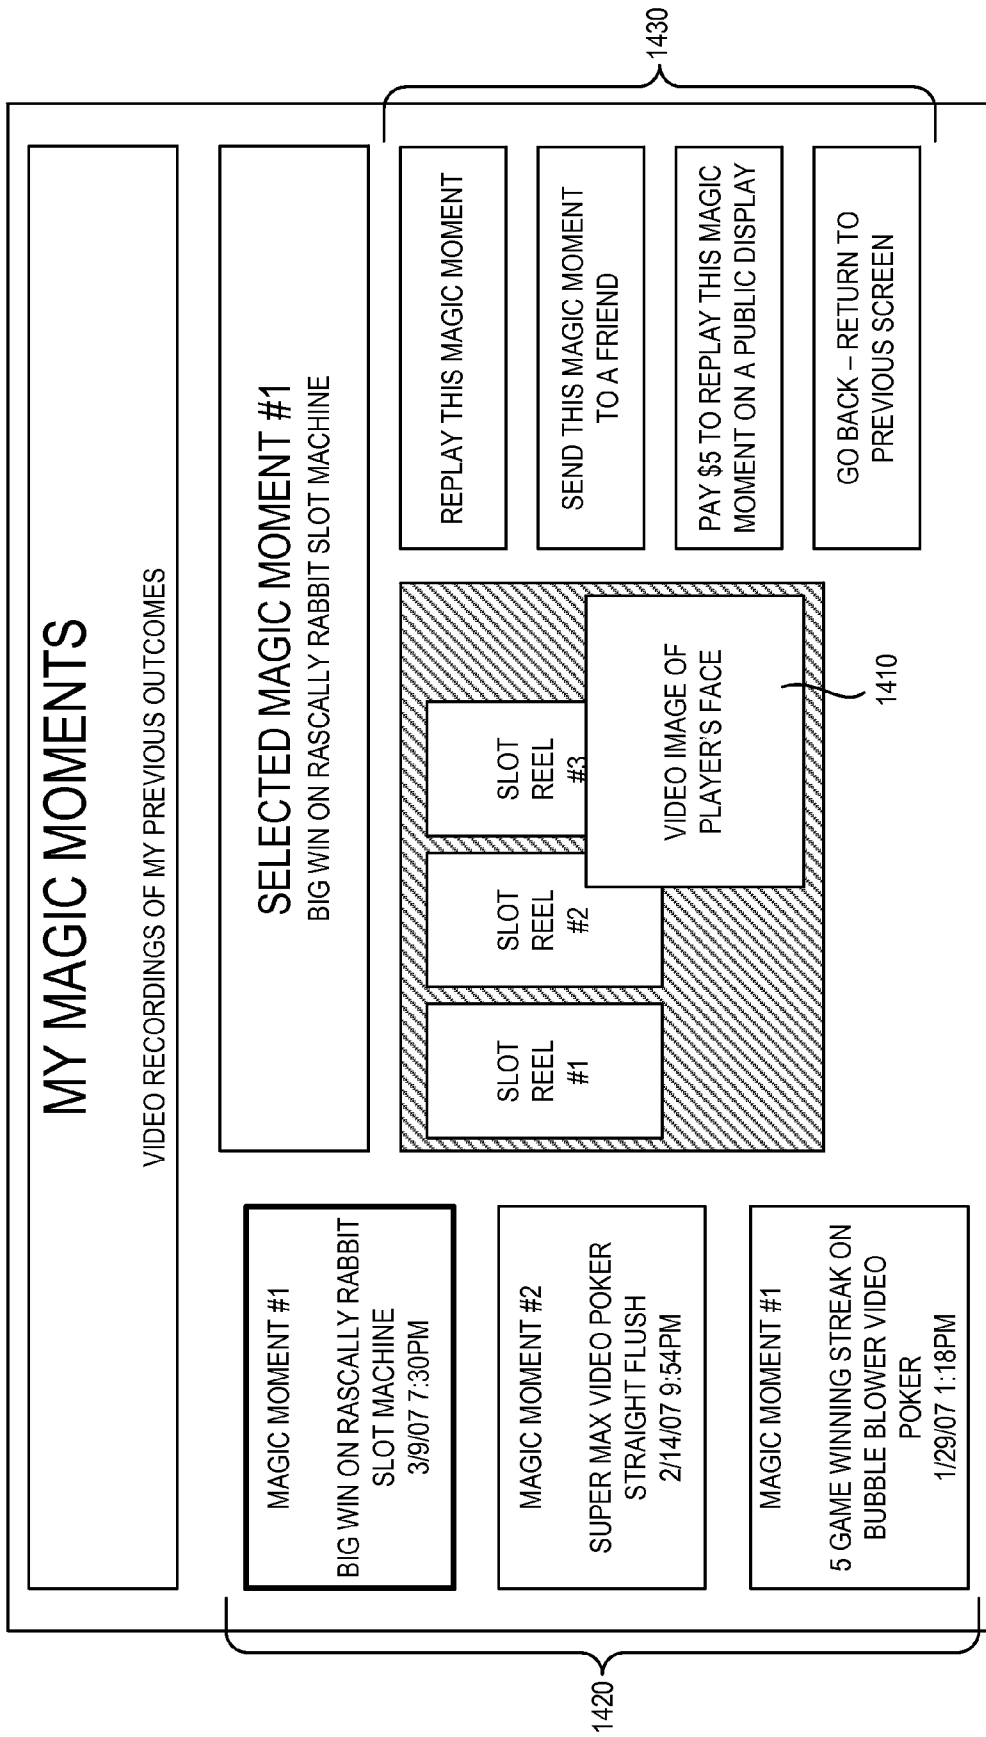 MY MAGIC MOMENTS
VIDEO RECORDINGS OF MY PREVIOUS OUTCOMES
MAGIC MOMENT #1
BIG WIN ON RASCALLY RABBIT
SLOT MACHINE
3/9/07 7:30PM
MAGIC MOMENT #2
SUPER MAX VIDEO POKER
STRAIGHT FLUSH
2/14/07 9:54PM
MAGIC MOMENT #1
5 GAME WINNING STREAK ON
BUBBLE BLOWER VIDEO
POKER
1/29/07 1:18PM
1420
SELECTED MAGIC MOMENT #1
BIG WIN ON RASCALLY RABBIT SLOT MACHINE
SLOT
REEL
#1
SLOT
REEL
#2
SLOT
REEL
#3
VIDEO IMAGE OF
PLAYER'S FACE
1410
REPLAY THIS MAGIC MOMENT
SEND THIS MAGIC MOMENT
TO A FRIEND
PAY $5 TO REPLAY THIS MAGIC
MOMENT ON A PUBLIC DISPLAY
GO BACK – RETURN TO
PREVIOUS SCREEN
1430